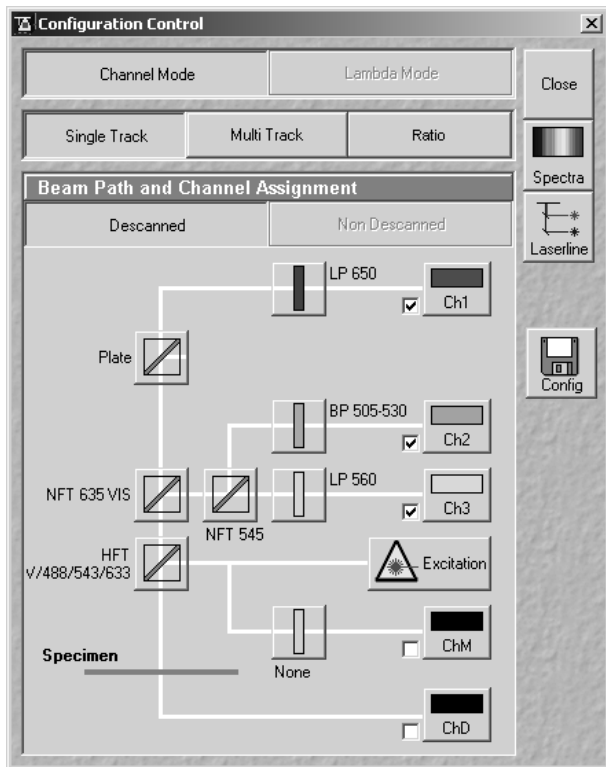 Configuration Control
Channel Mode
Lambda Mode
Close
Single Track
Multi Track
Ratio
Spectra
Beam Path and Channel Assignment
Descanned
Non Descanned
Laserline
LP 650
Ch1
Plate
Config
BP 505-530
Ch2
NFT 635 VIS
LP 560
Ch3
NFT 545
HFT
V/488/543/633
Excitation
ChM
Specimen
None
ChD